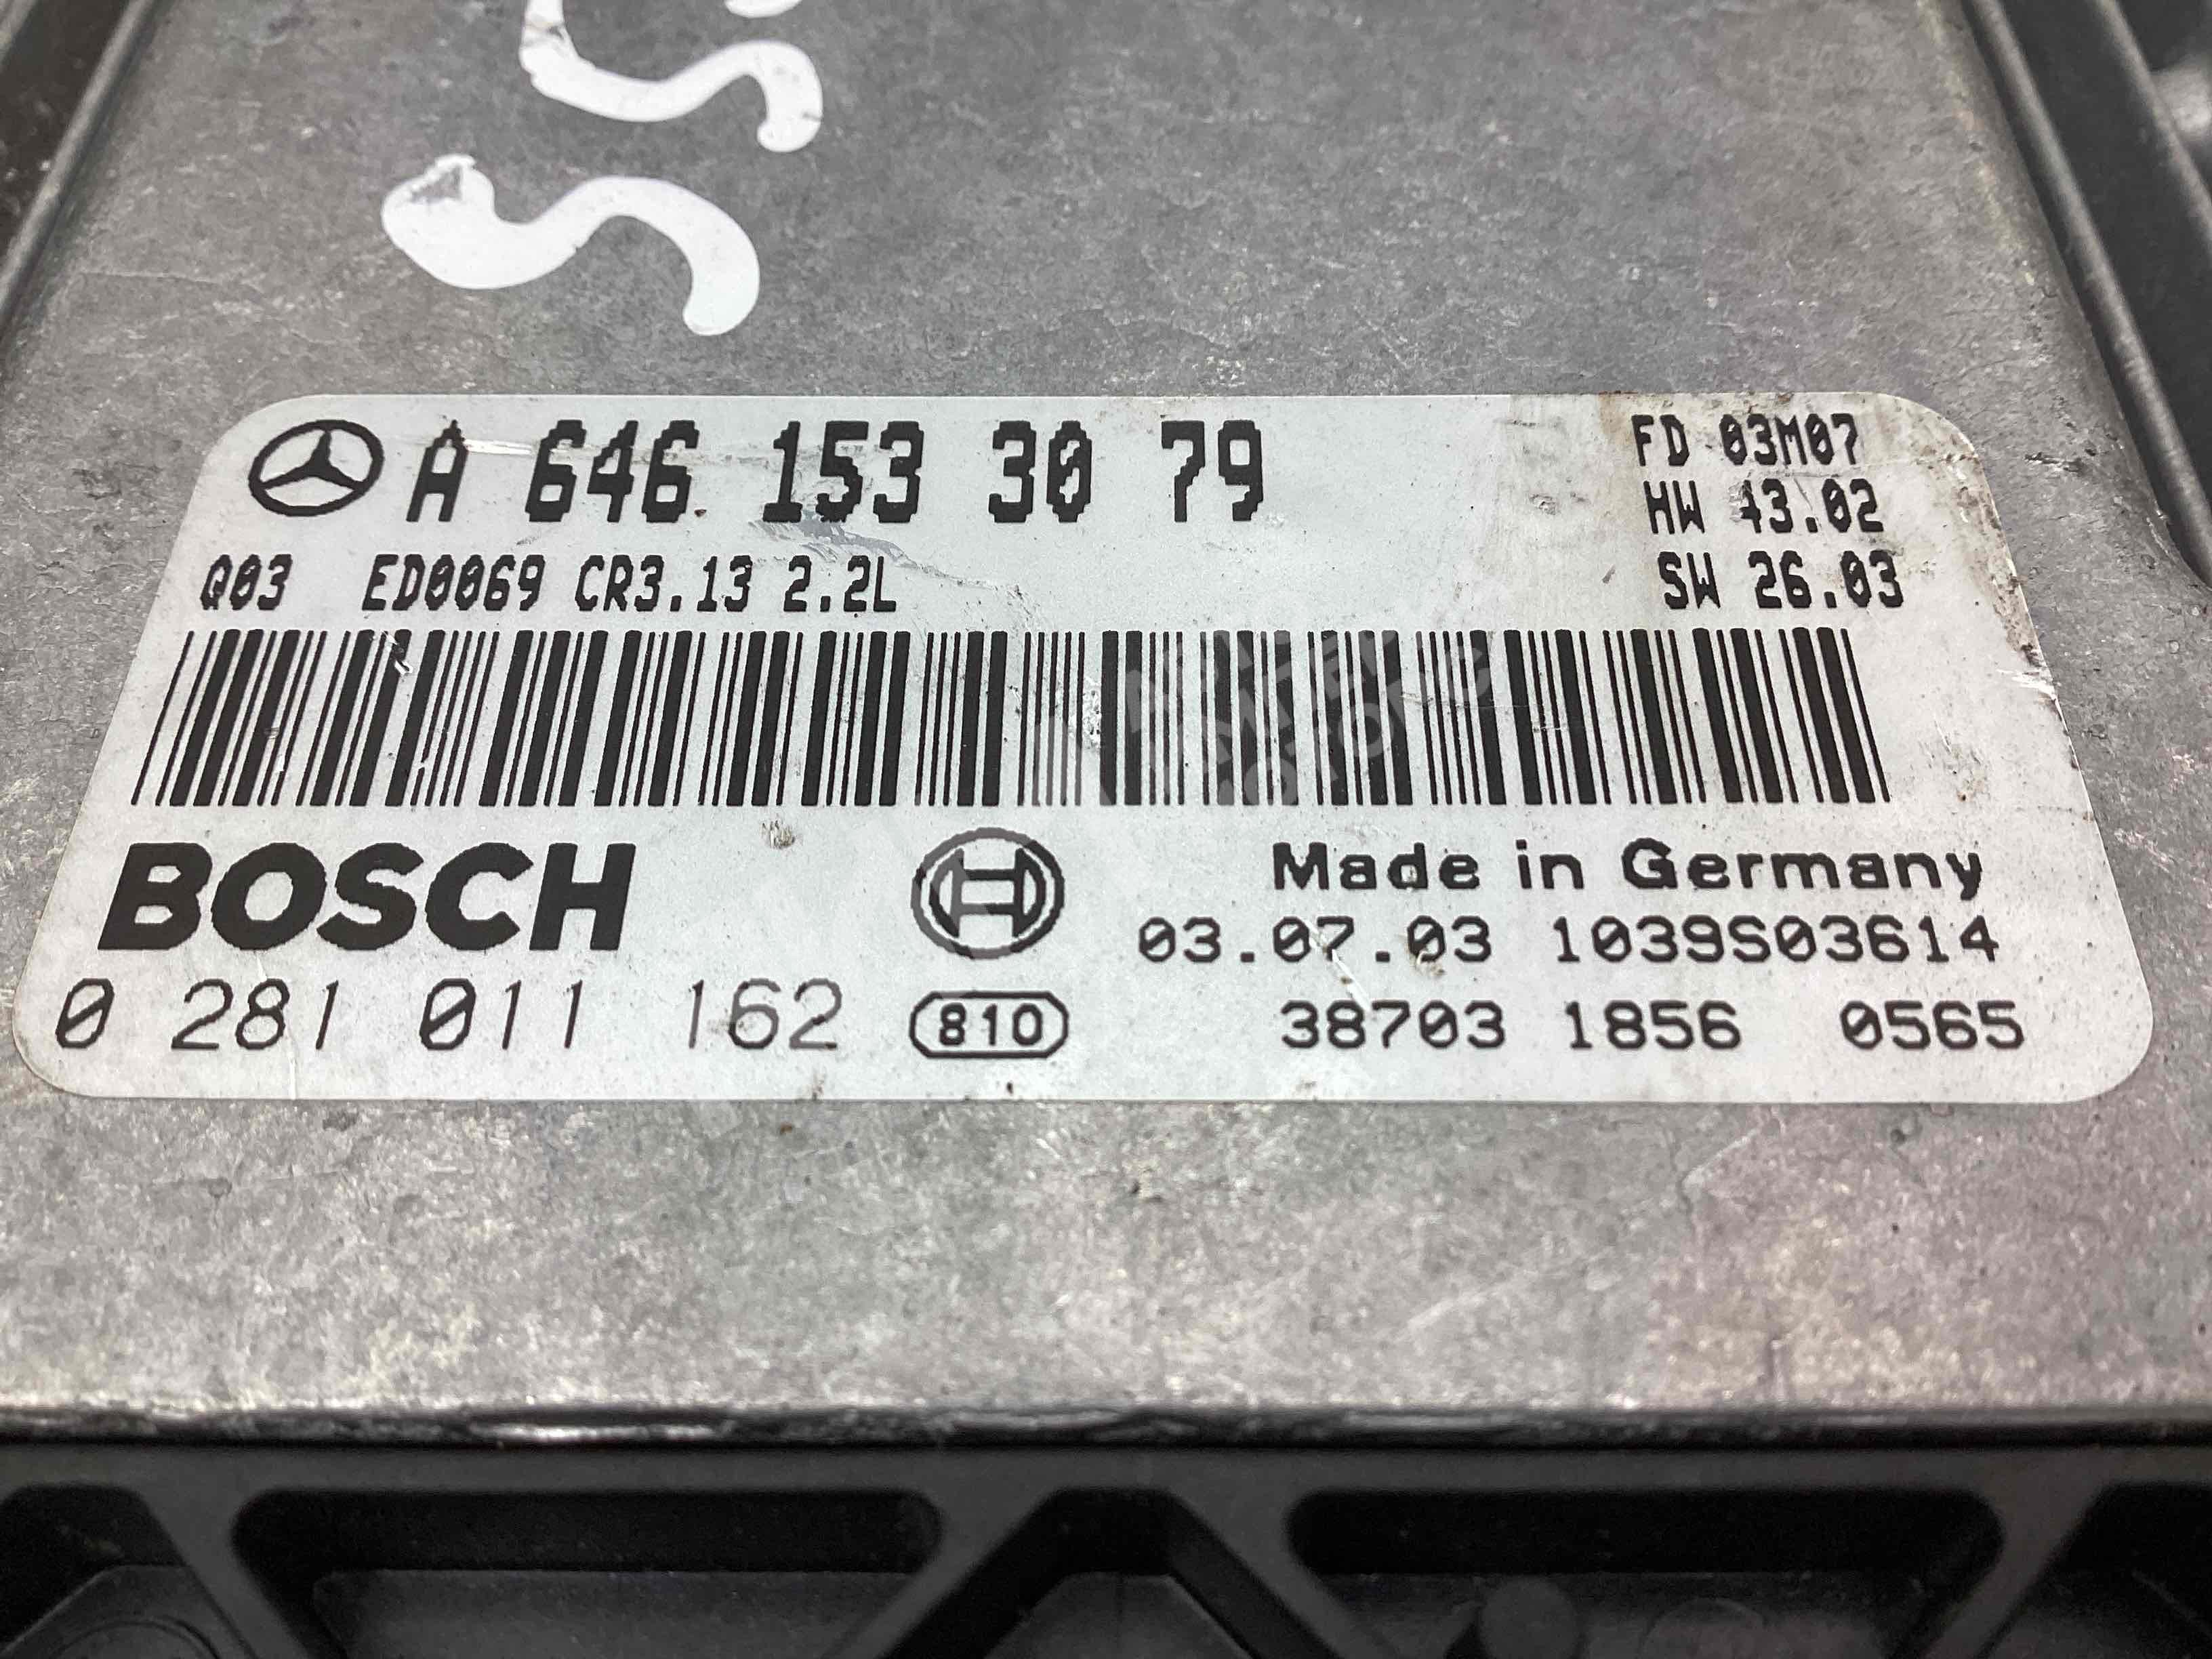 SS
A 646 153 30 79
FD 03M07
HW 43.02
SW 26.03
Q03 ED0069 CR3.13 2.2L
BOSCH
Made in Germany
03.07.03 1039S03614
0 281 011 162
810
38703 1856 0565